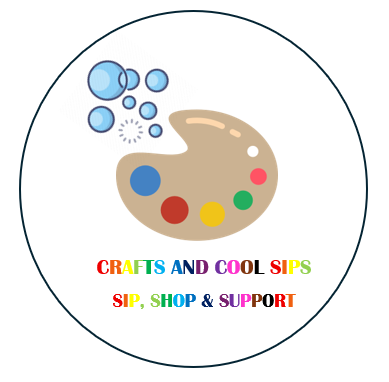 CRAFTS AND COOL SIPS
SIP, SHOP & SUPPORT